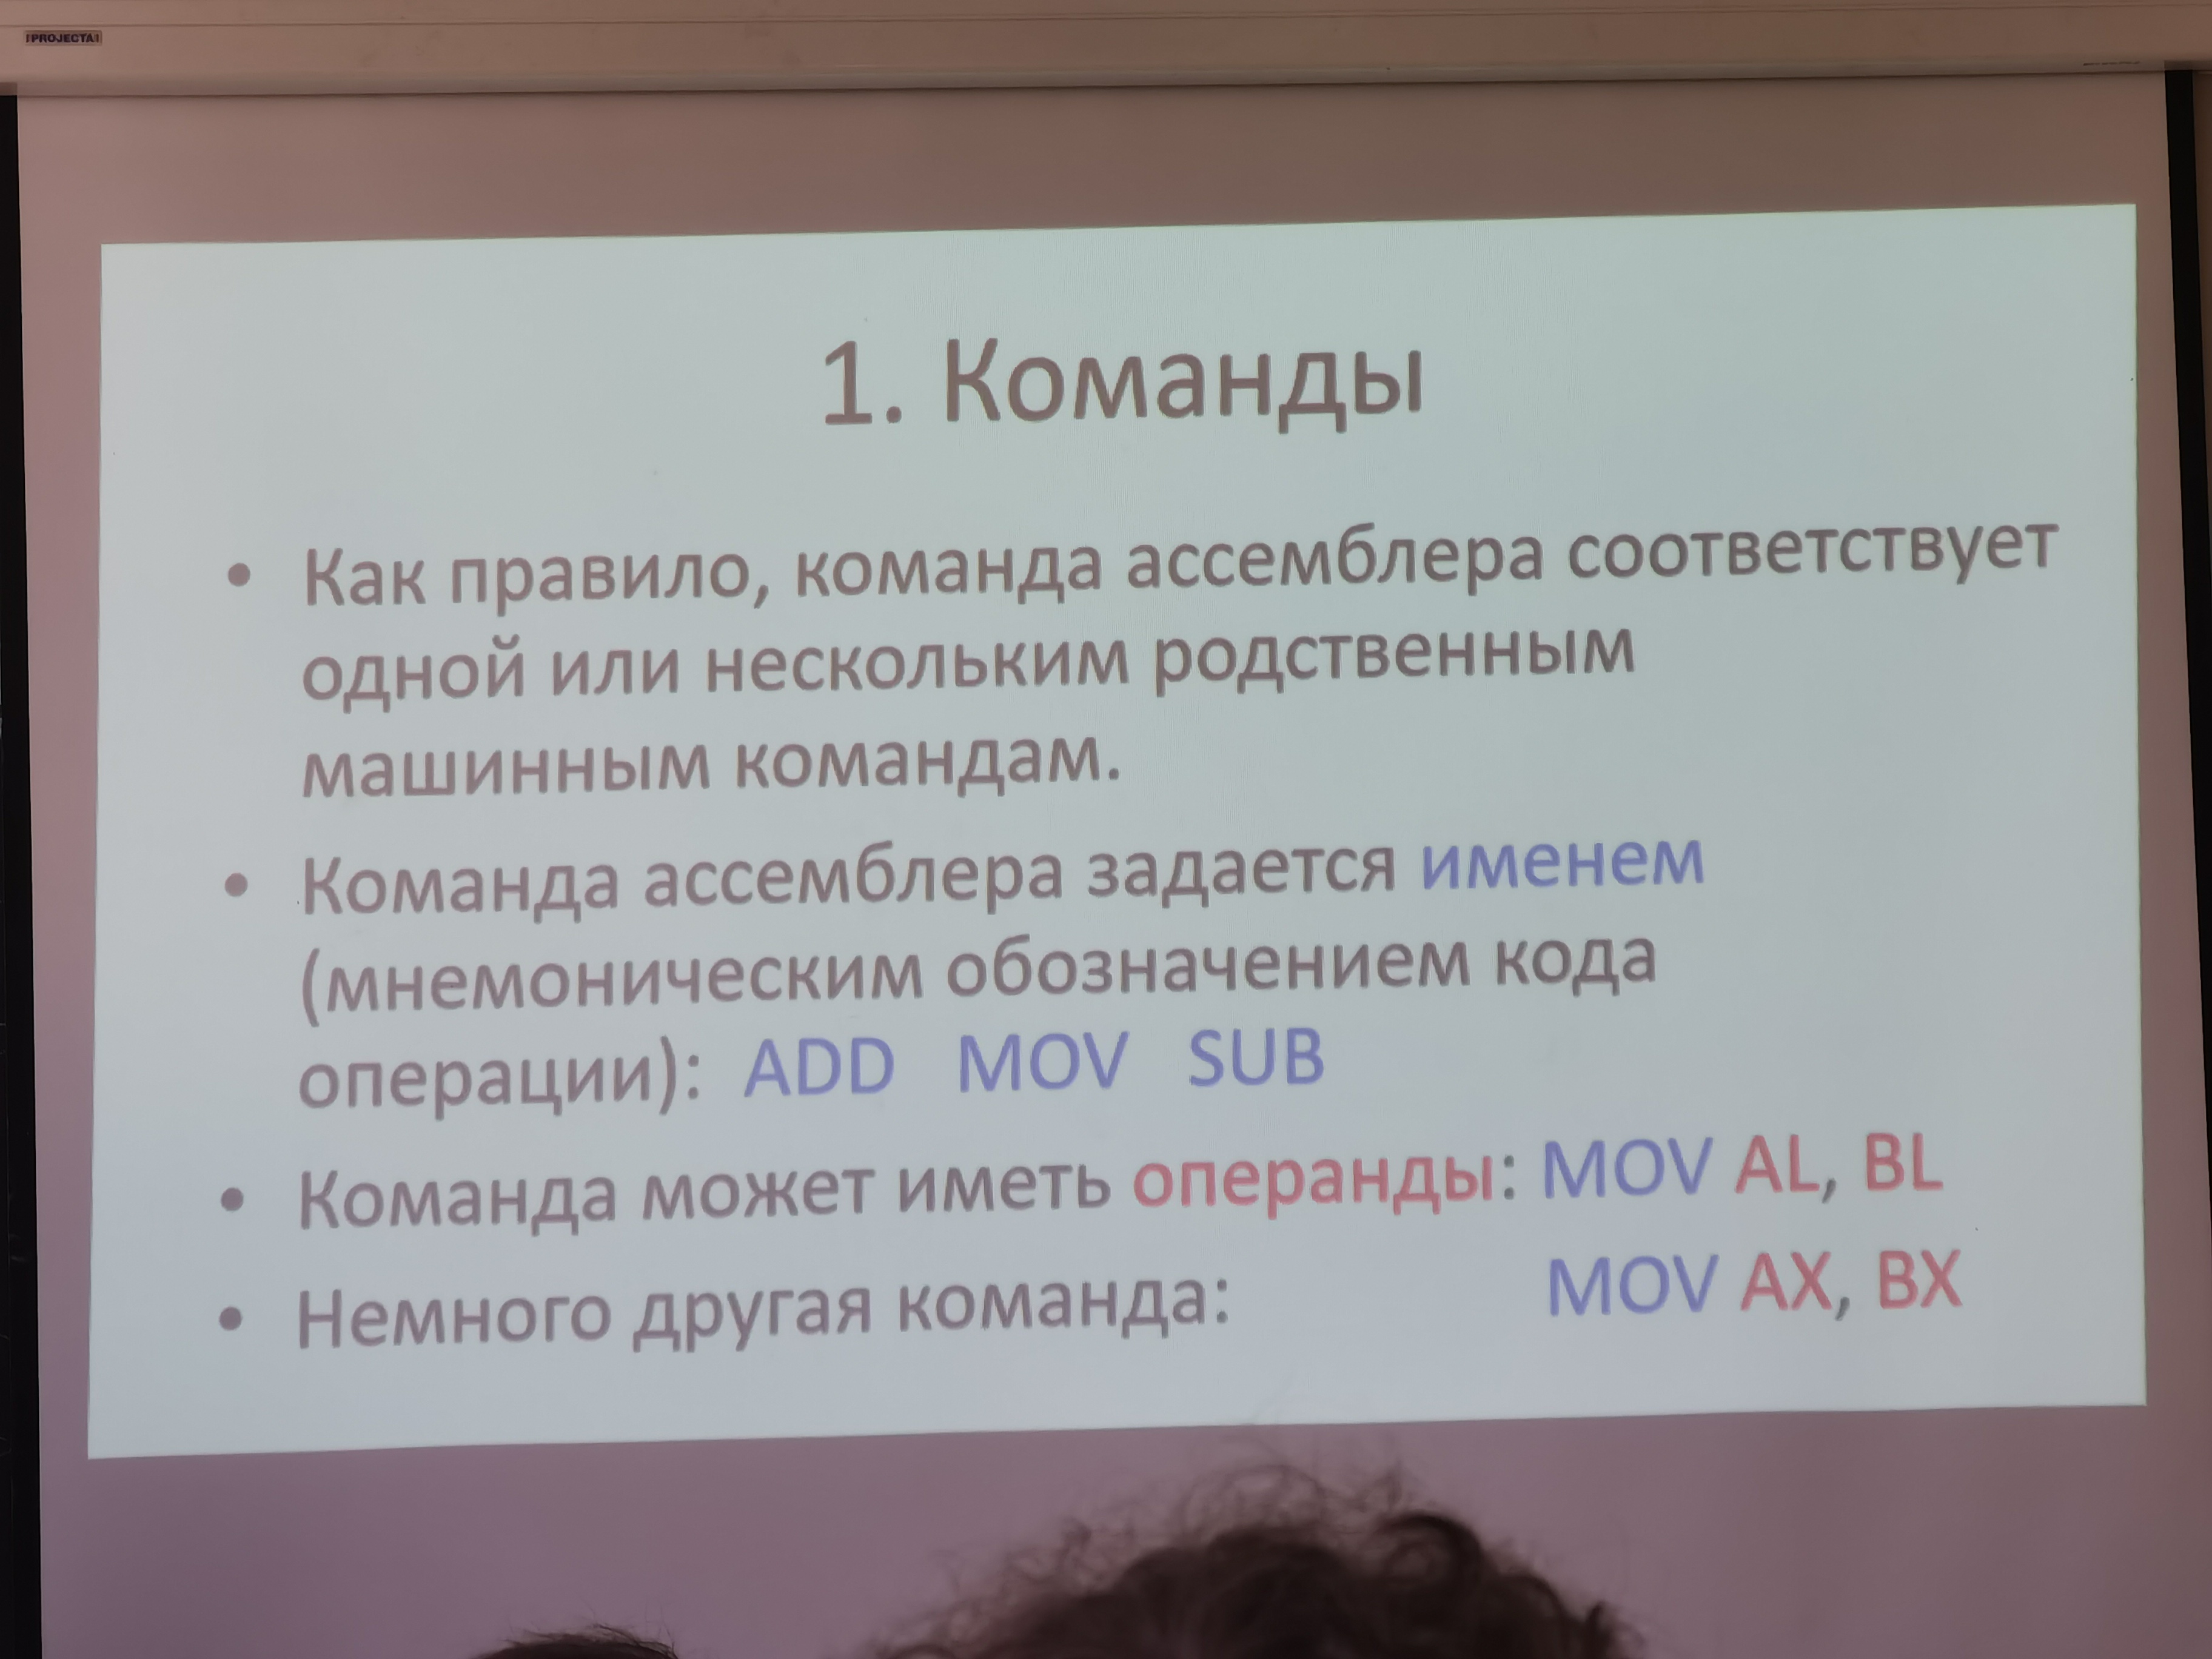 PROJECTA
1. Команды
• Как правило, команда ассемблера соответствует
одной или нескольким родственным
машинным командам.
• Команда ассемблера задается именем
(мнемоническим обозначением кода
операции): ADD MOV SUB
• Команда может иметь операнды: MOV AL, BL
• Немного другая команда: MOV AX, BX